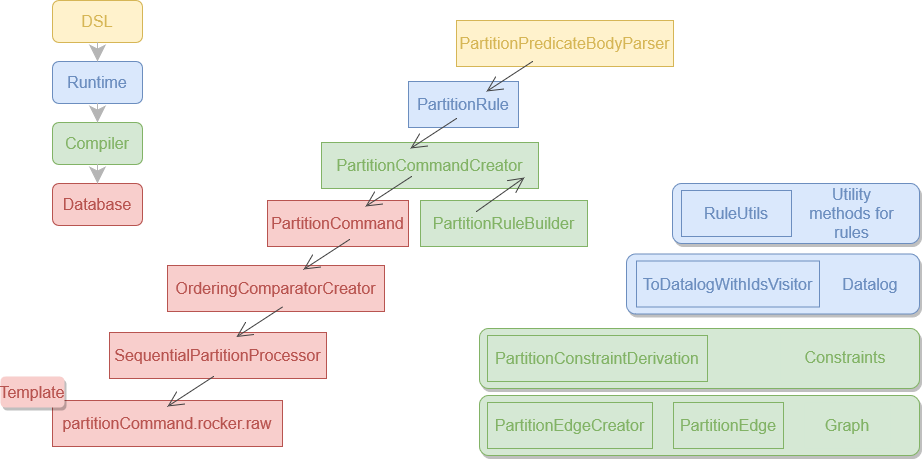 DSL
PartitionPredicateBodyParser
Runtime
PartitionRule
Compiler
PartitionCommandCreator
Database
PartitionCommand
PartitionRuleBuilder
RuleUtils
Utility
methods for
rules
OrderingComparatorCreator
ToDatalogWithIdsVisitor
Datalog
SequentialPartitionProcessor
PartitionConstraintDerivation
Constraints
Template
partitionCommand.rocker.raw
PartitionEdgeCreator
PartitionEdge
Graph